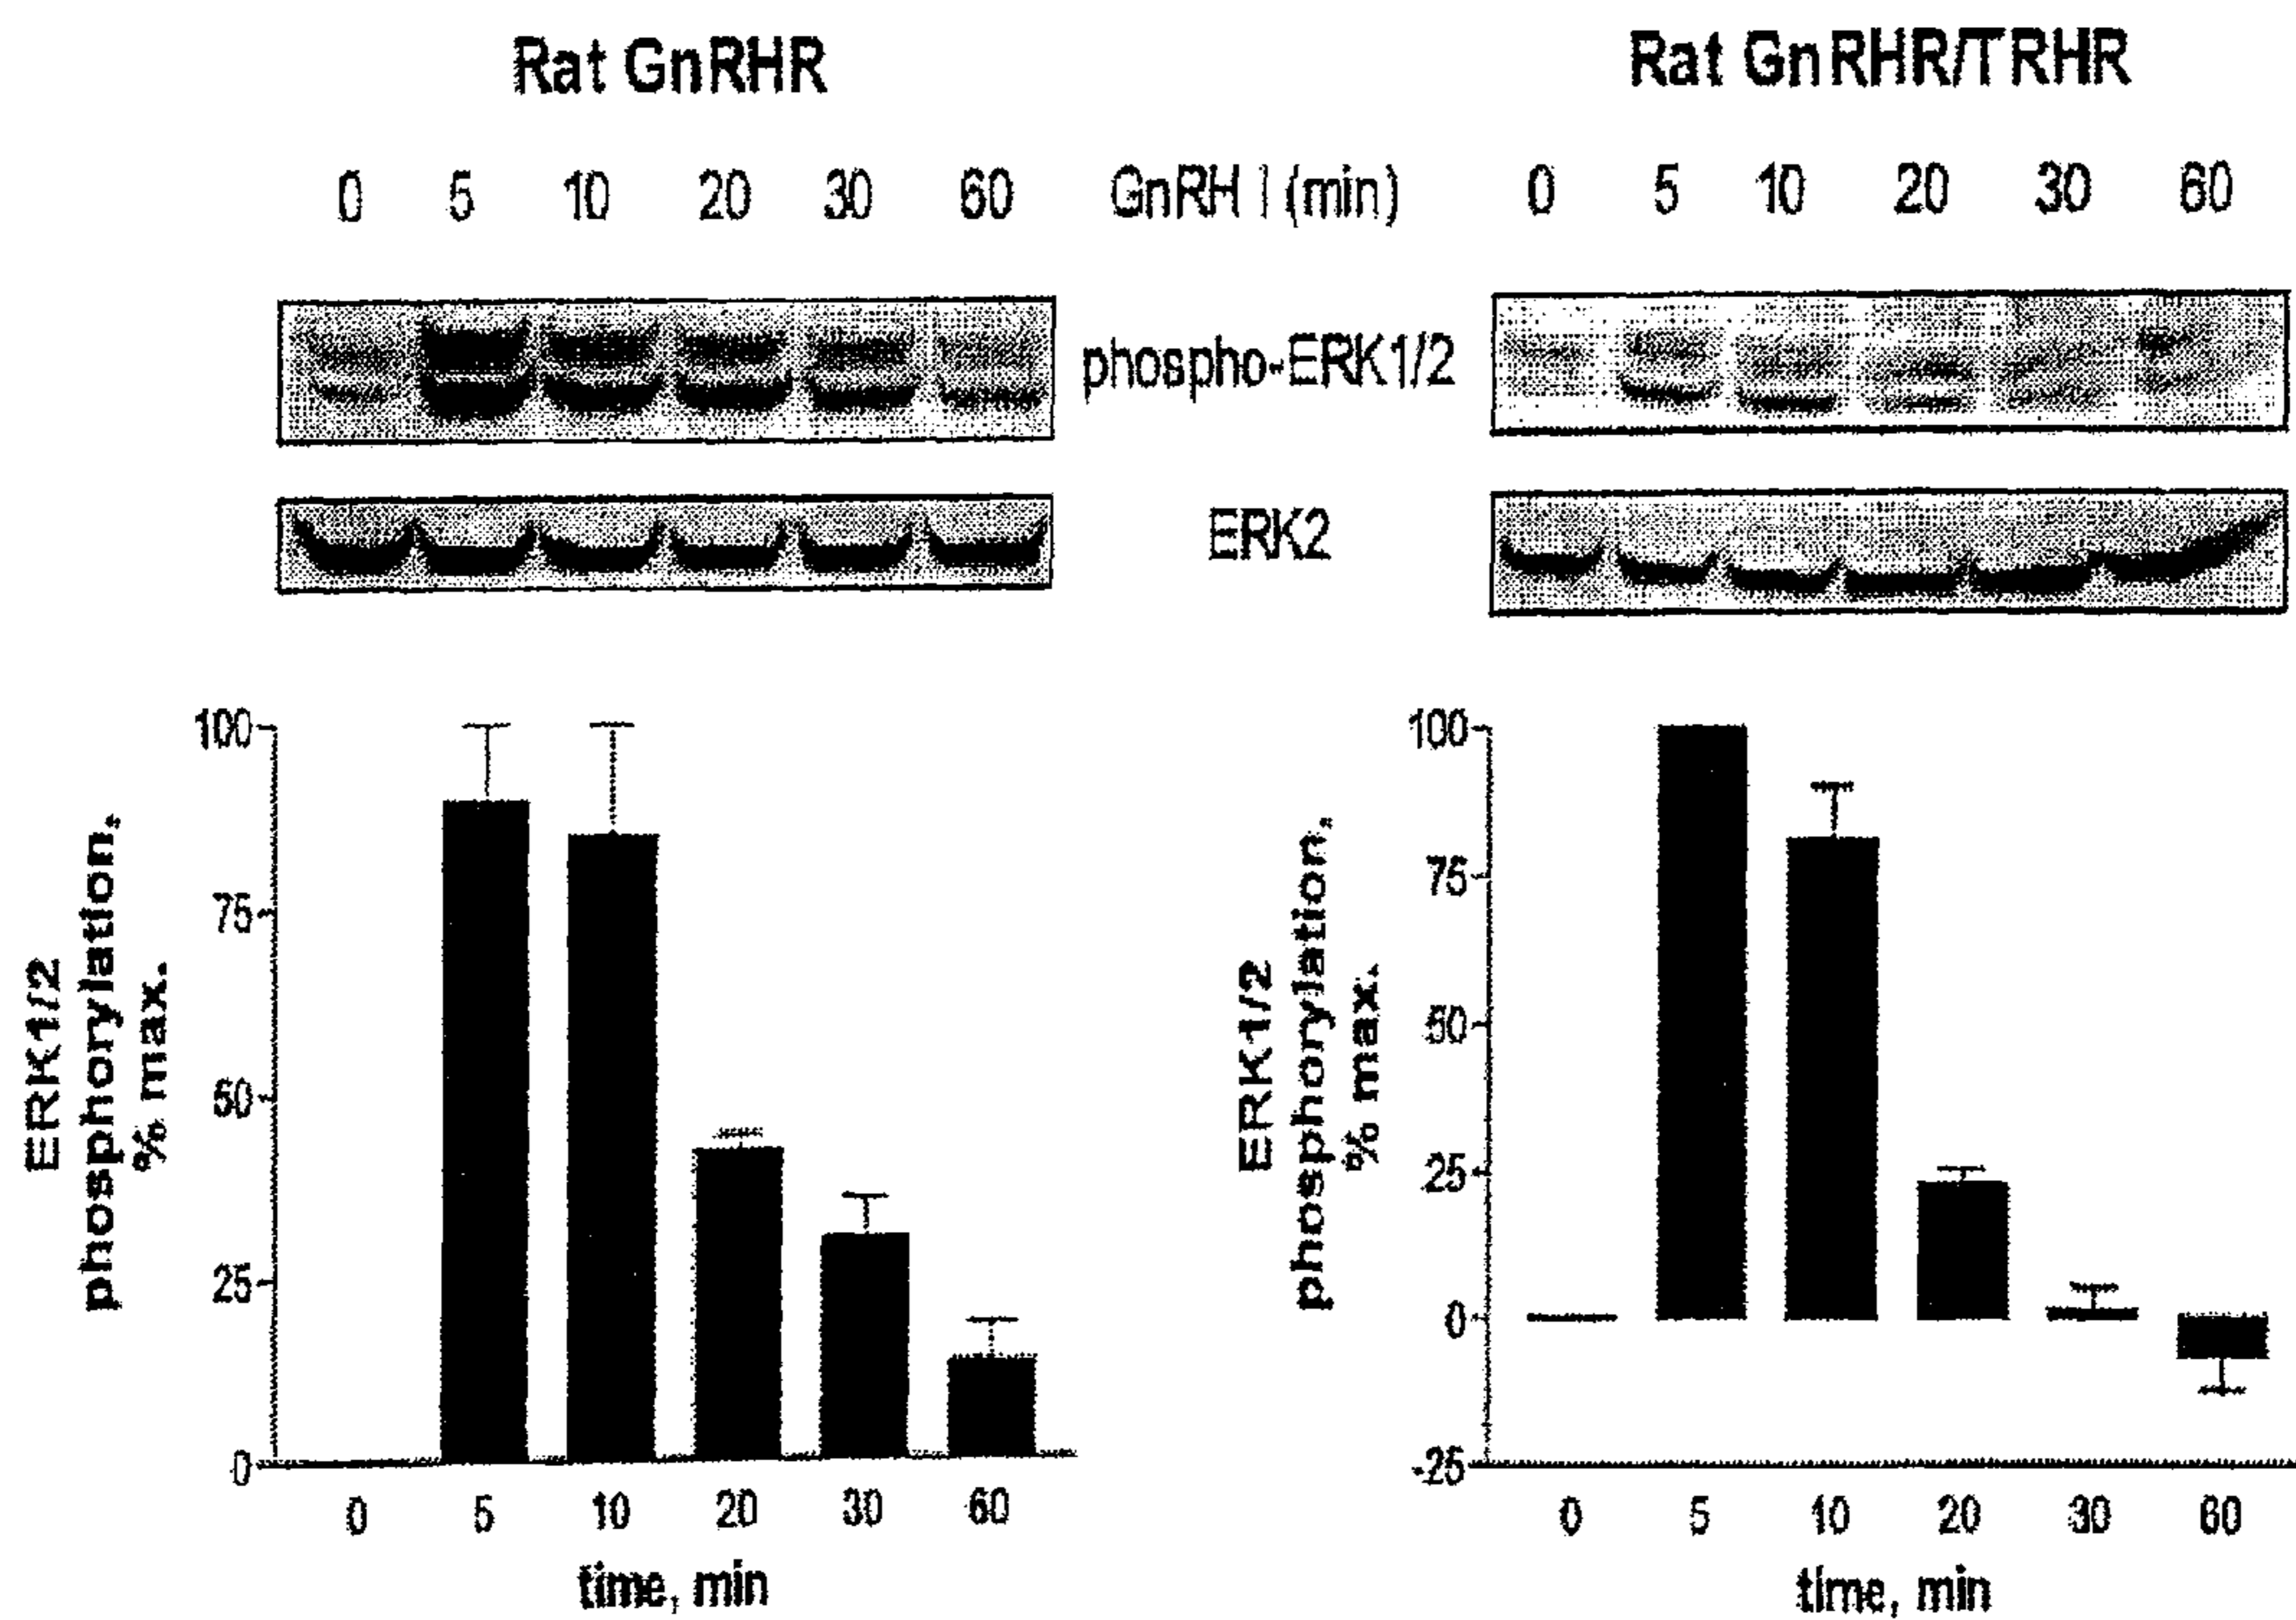 Rat GnRHR
Rat GnRHR/TRHR
0 5 10 20 30 60 GnRH I (min) 0 5 10 20 30 60
phospho-ERK1/2
ERK2
ERK1/2
phosphorylation,
% max.
100
75
50
25
0
0 5 10 20 30 60
time, min
ERK1/2
phosphorylation,
% max.
100
75
50
25
0
-25
0 5 10 20 30 60
time, min